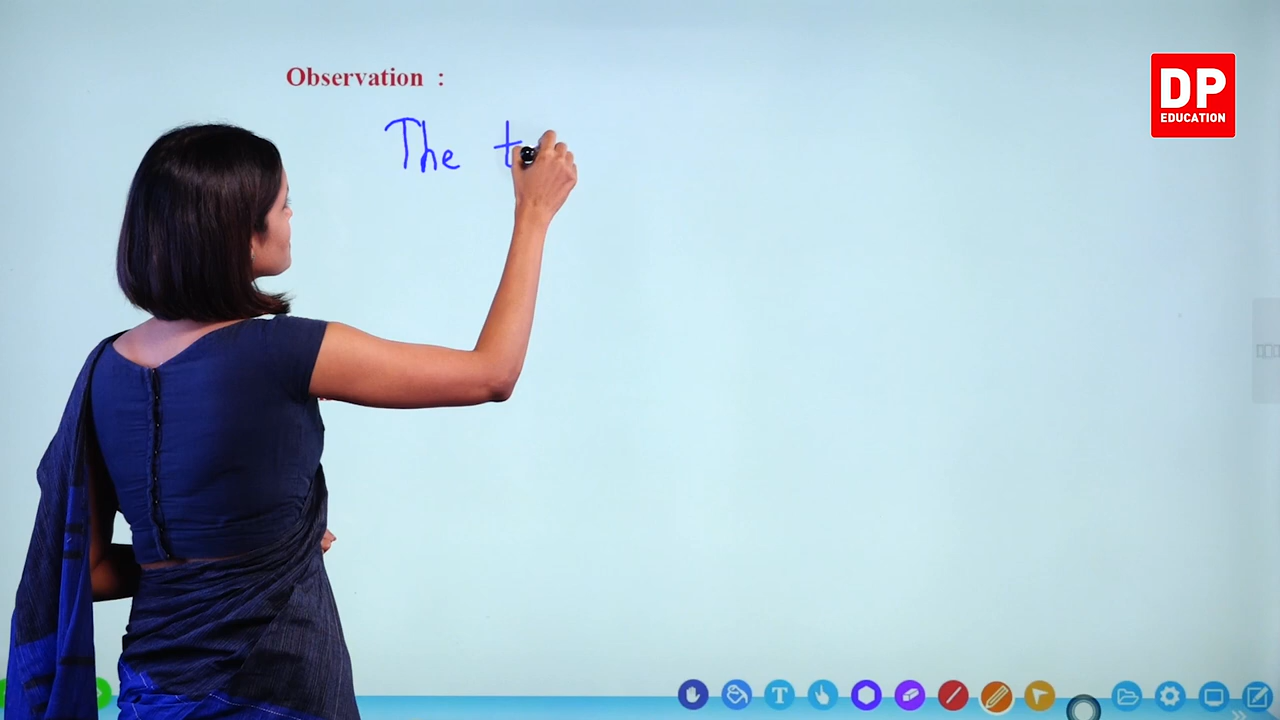 Observation :
The t
DP
EDUCATION
T